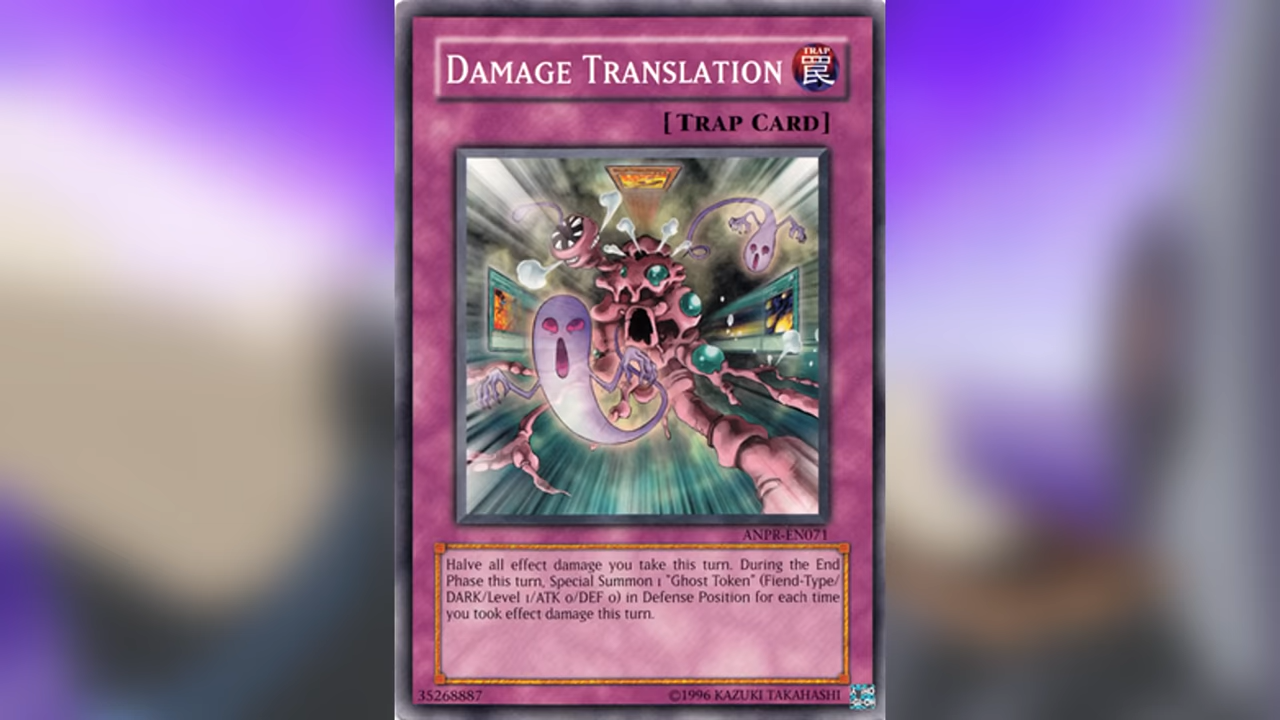 DAMAGE TRANSLATION
TRAP
罠
[TRAP CARD]
ANPR-EN071
Halve all effect damage you take this turn. During the End
Phase this turn, Special Summon 1 "Ghost Token" (Fiend-Type/
DARK/Level 1/ATK 0/DEF 0) in Defense Position for each time
you took effect damage this turn.
35268887
©1996 KAZUKI TAKAHASHI